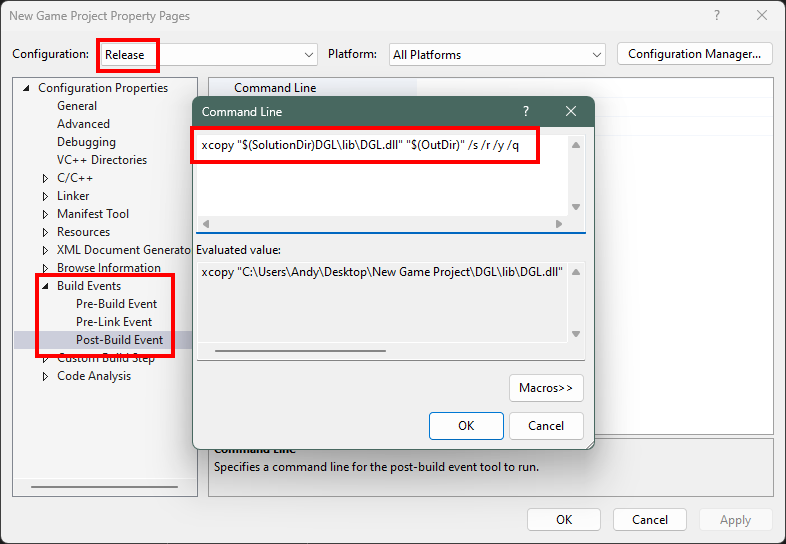 New Game Project Property Pages
Configuration: Release Platform: All Platforms Configuration Manager...
Configuration Properties
General
Advanced
Debugging
VC++ Directories
C/C++
Linker
Manifest Tool
Resources
XML Document Generato
Browse Information
Build Events
Pre-Build Event
Pre-Link Event
Post-Build Event
Custom Build Step
Code Analysis
Command Line
Command Line
xcopy "$(SolutionDir)DGL\lib\DGL.dll" "$(OutDir)" /s /r /y /q
Evaluated value:
xcopy "C:\Users\Andy\Desktop\New Game Project\DGL\lib\DGL.dll"
Macros>>
OK Cancel
Command Line
Specifies a command line for the post-build event tool to run.
OK Cancel Apply